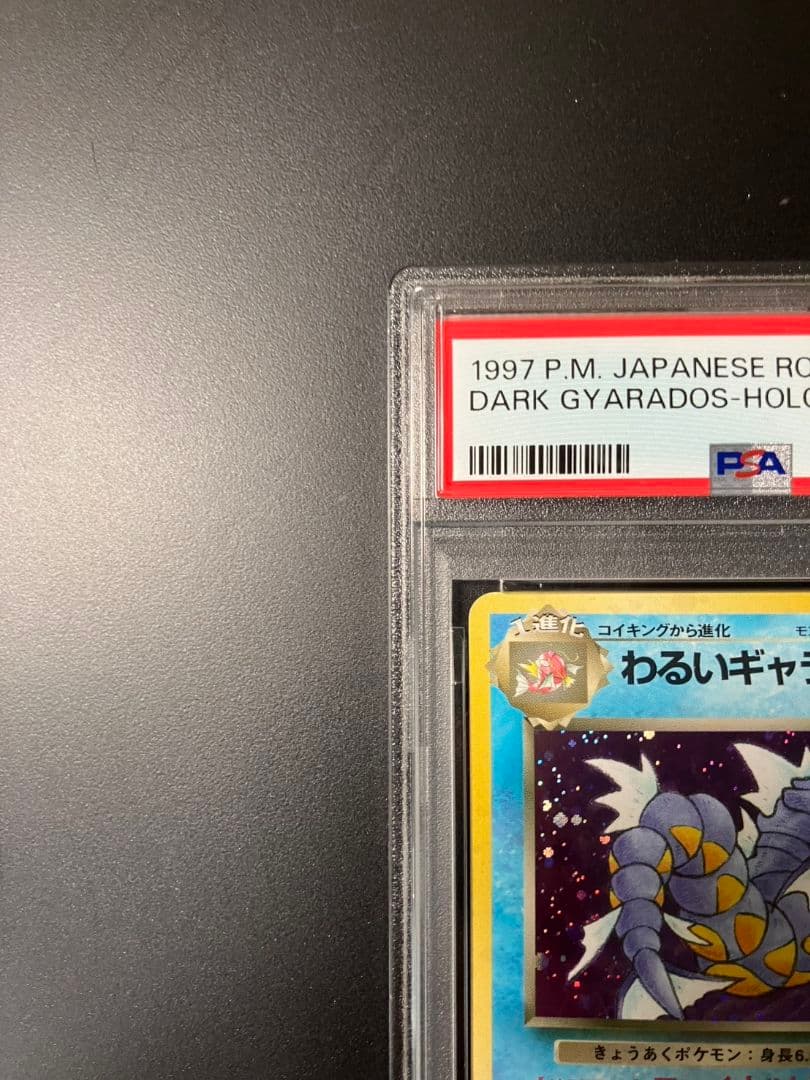 1997 P.M. JAPANESE RO
DARK GYARADOS-HOLO
PSA
1進化
コイキングから進化
わるいギャラ
きょうあくポケモン：身長6.